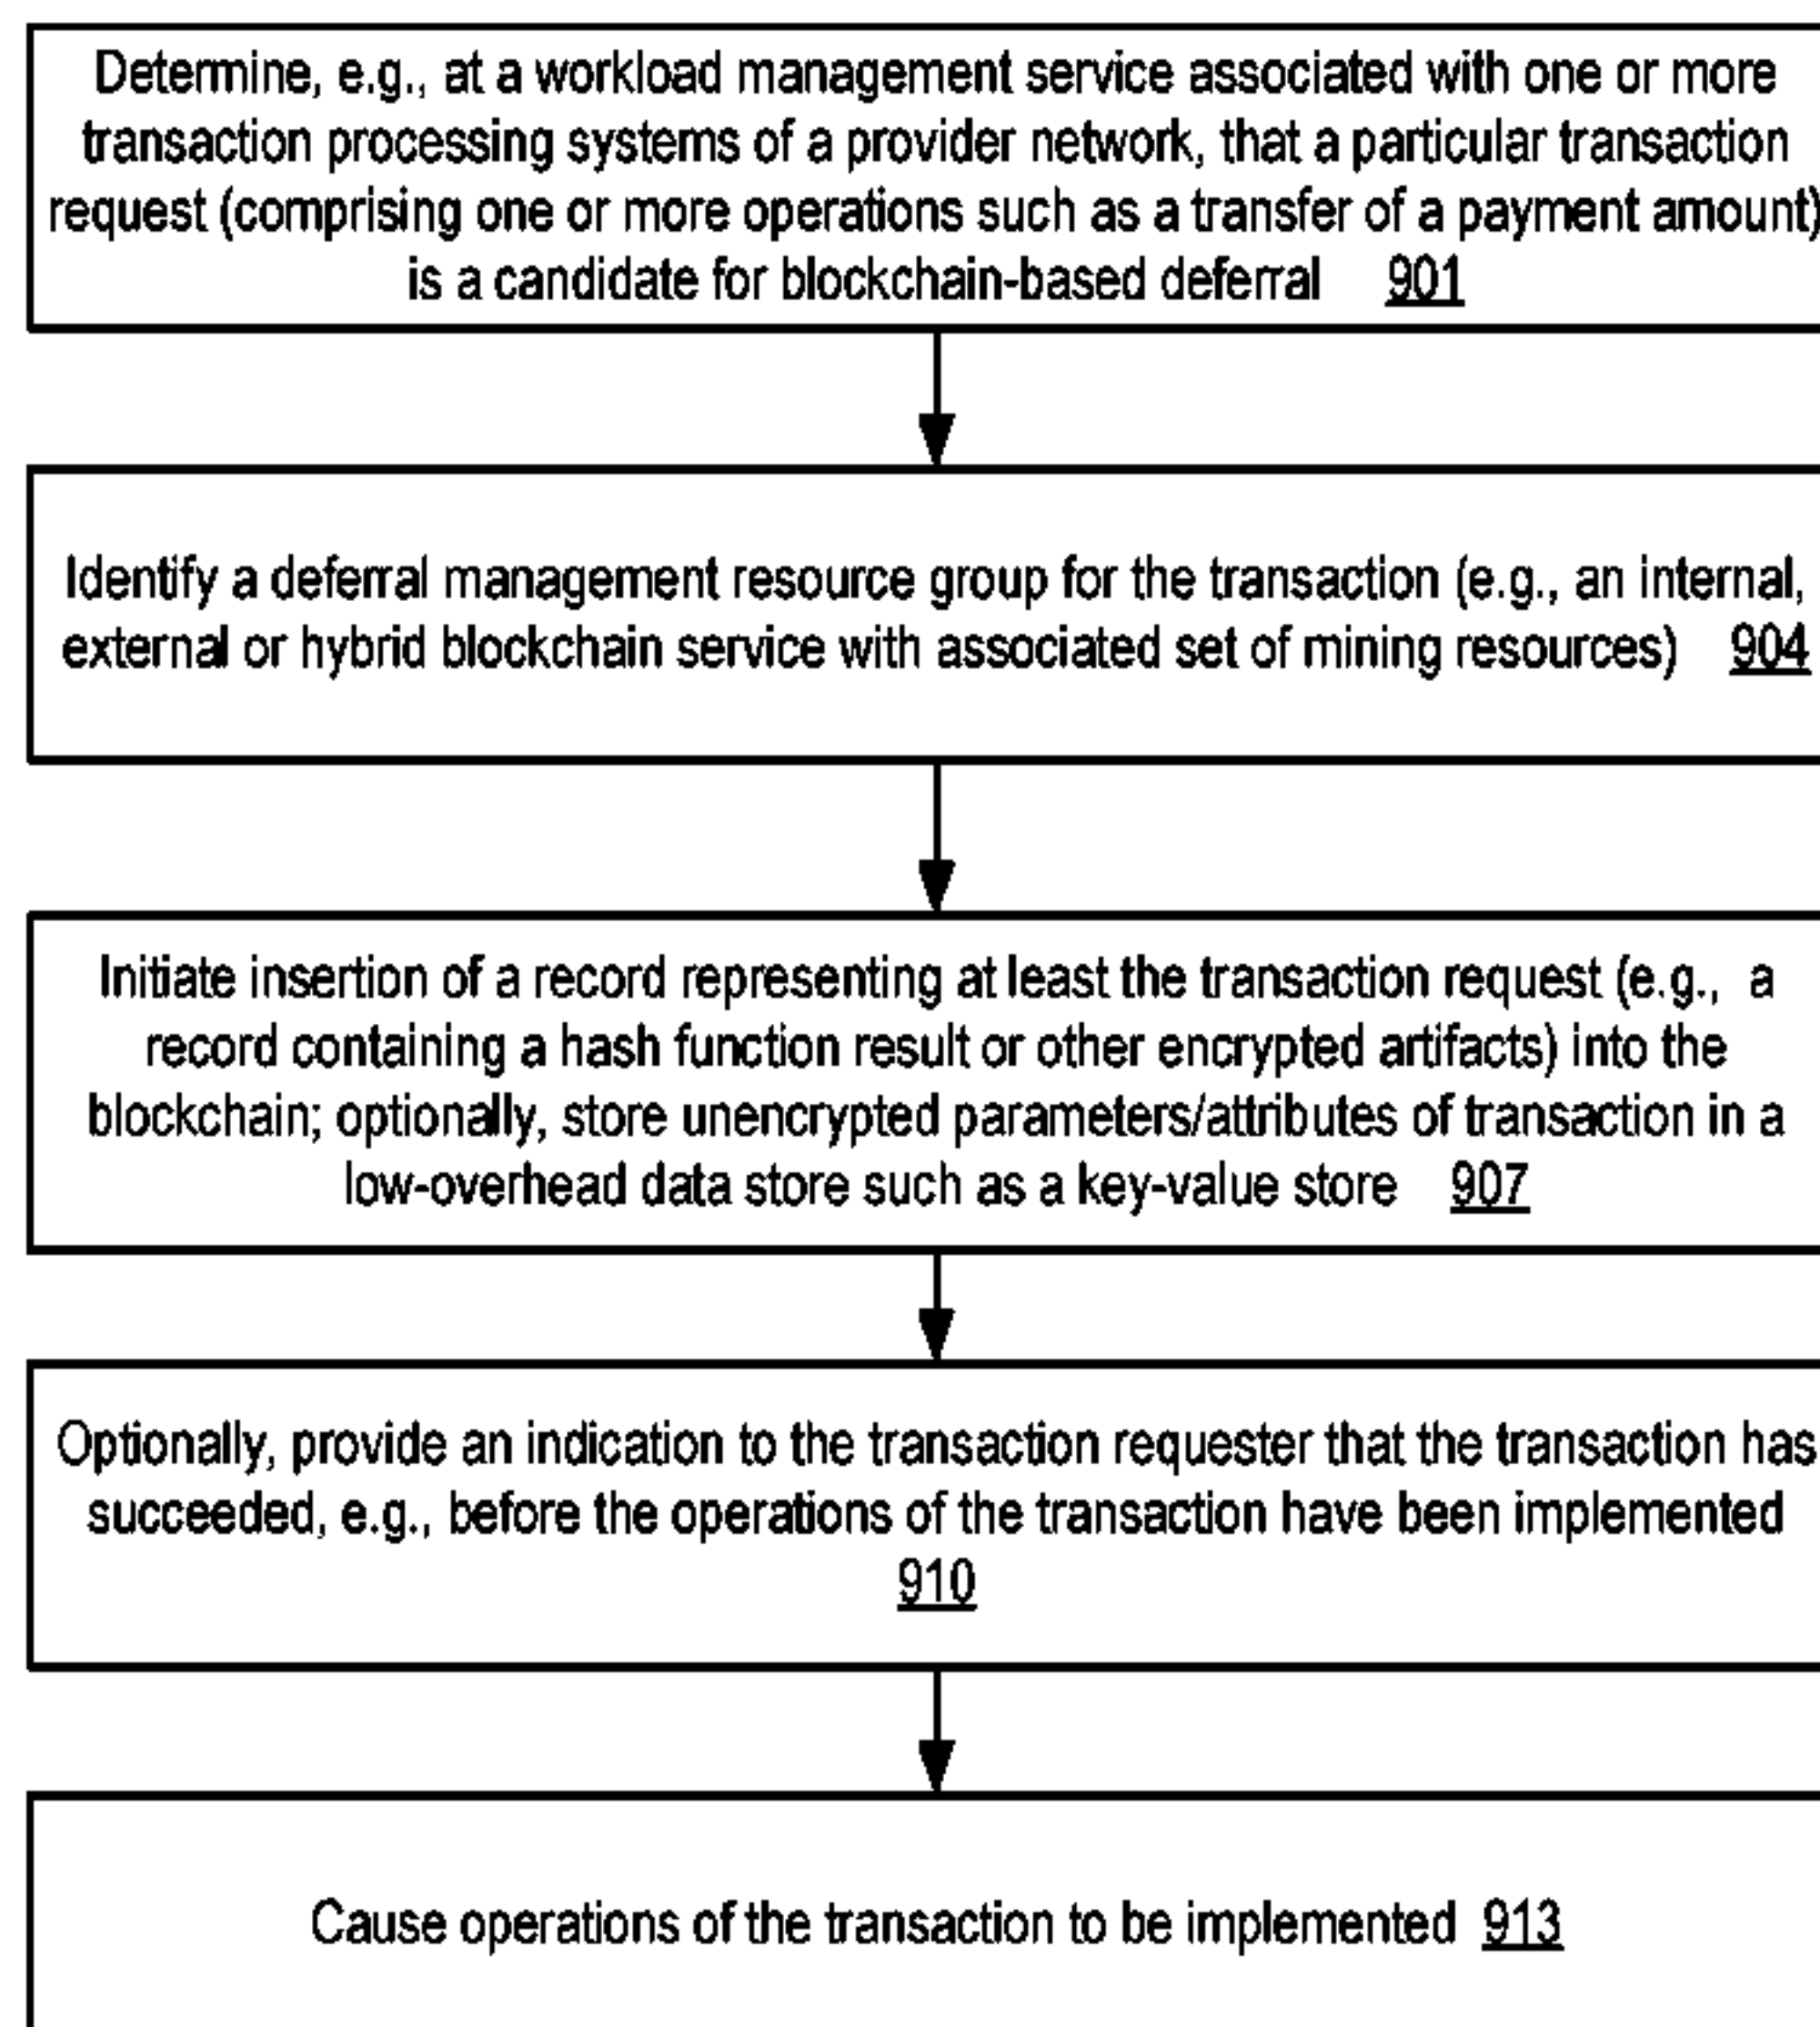 Determine, e.g., at a workload management service associated with one or more
transaction processing systems of a provider network, that a particular transaction
request (comprising one or more operations such as a transfer of a payment amount)
is a candidate for blockchain-based deferral 901
Identify a deferral management resource group for the transaction (e.g., an internal,
external or hybrid blockchain service with associated set of mining resources) 904
Initiate insertion of a record representing at least the transaction request (e.g., a
record containing a hash function result or other encrypted artifacts) into the
blockchain; optionally, store unencrypted parameters/attributes of transaction in a
low-overhead data store such as a key-value store 907
Optionally, provide an indication to the transaction requester that the transaction has
succeeded, e.g., before the operations of the transaction have been implemented
910
Cause operations of the transaction to be implemented 913